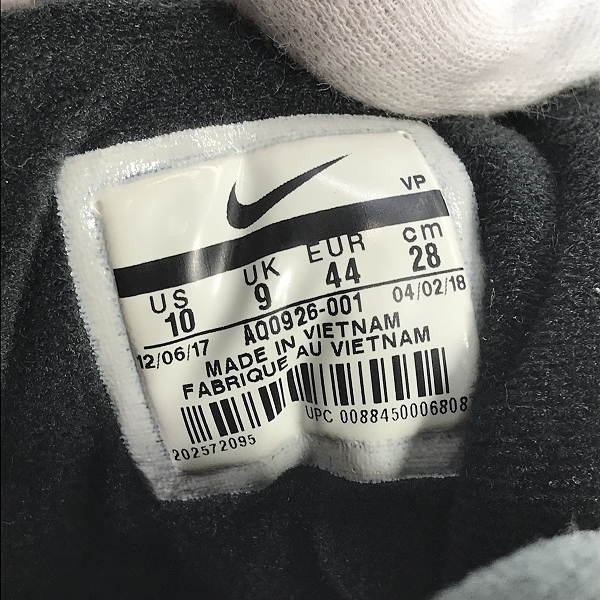 VP
US UK EUR cm
10 9 44 28
12/06/17 AO0926-001 04/02/18
MADE IN VIETNAM
FABRIQUE AU VIETNAM
UPC 0088450006808
202572095